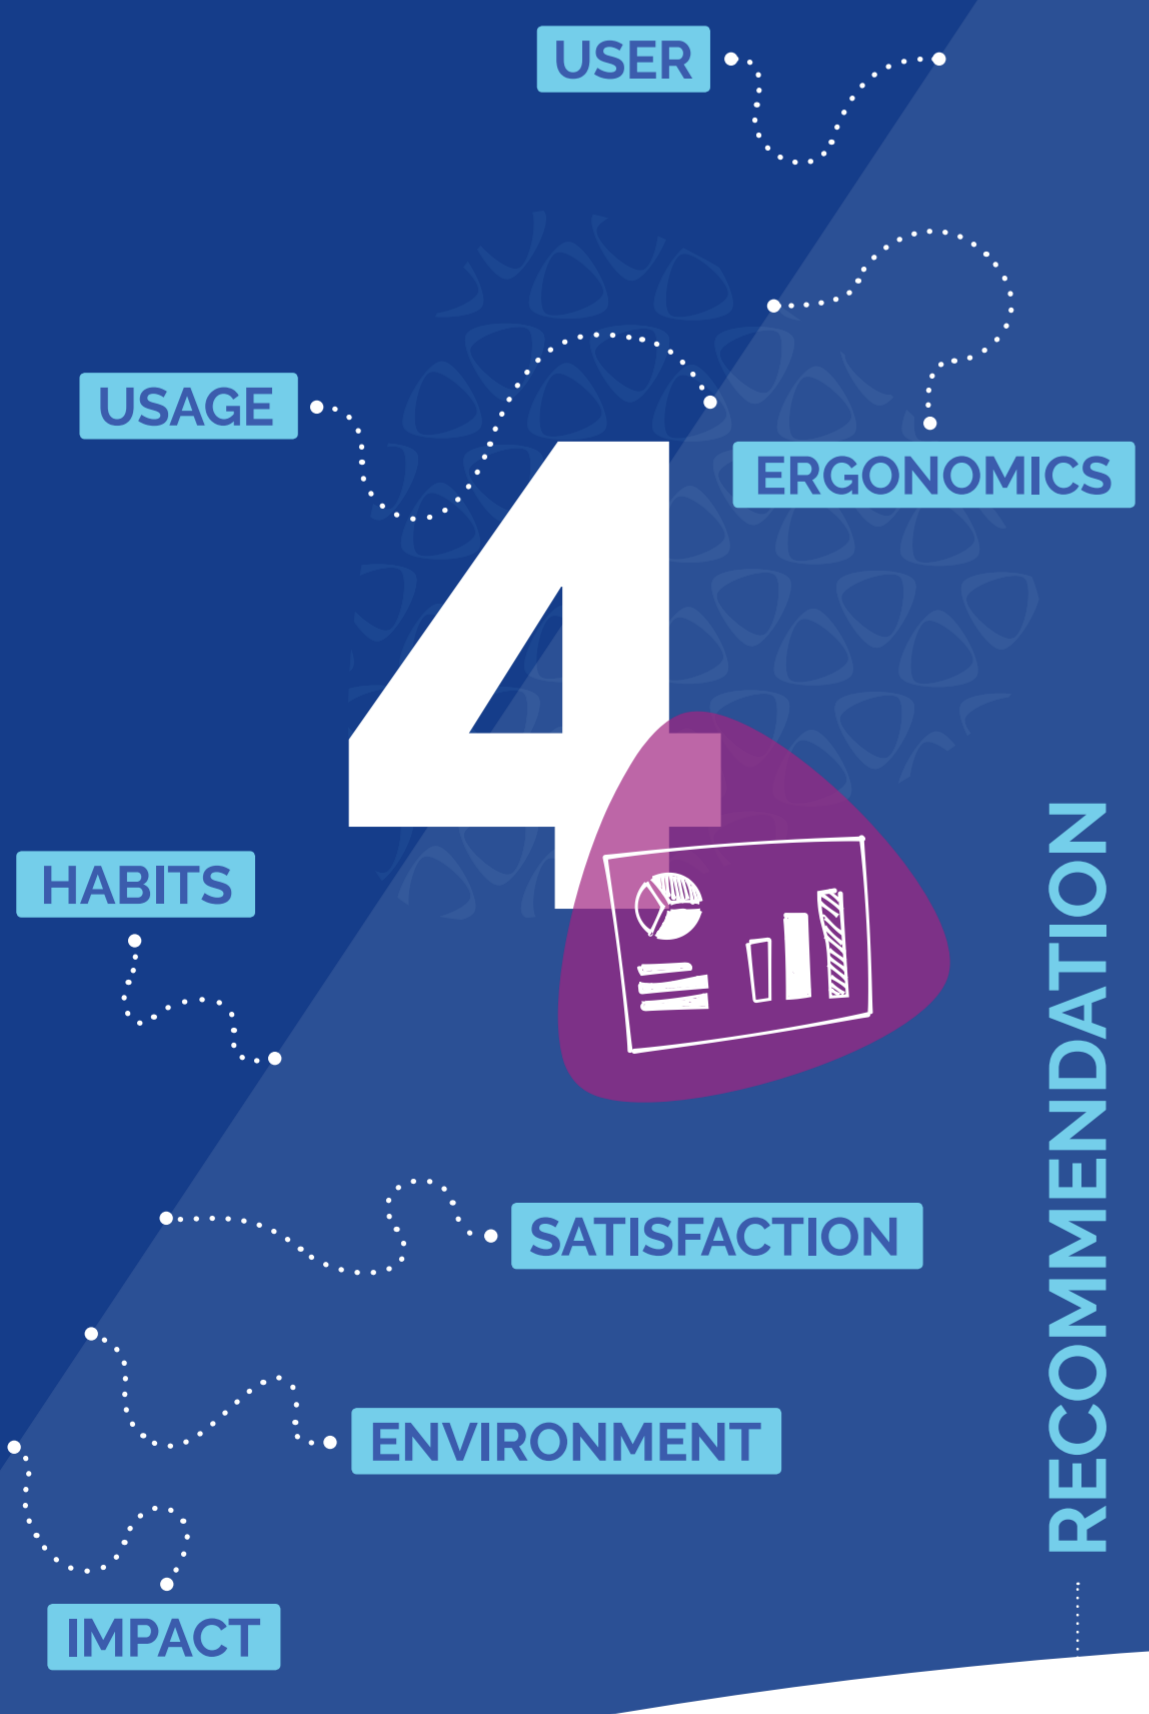 USER
USAGE
ERGONOMICS
4
HABITS
SATISFACTION
ENVIRONMENT
IMPACT
RECOMMENDATION